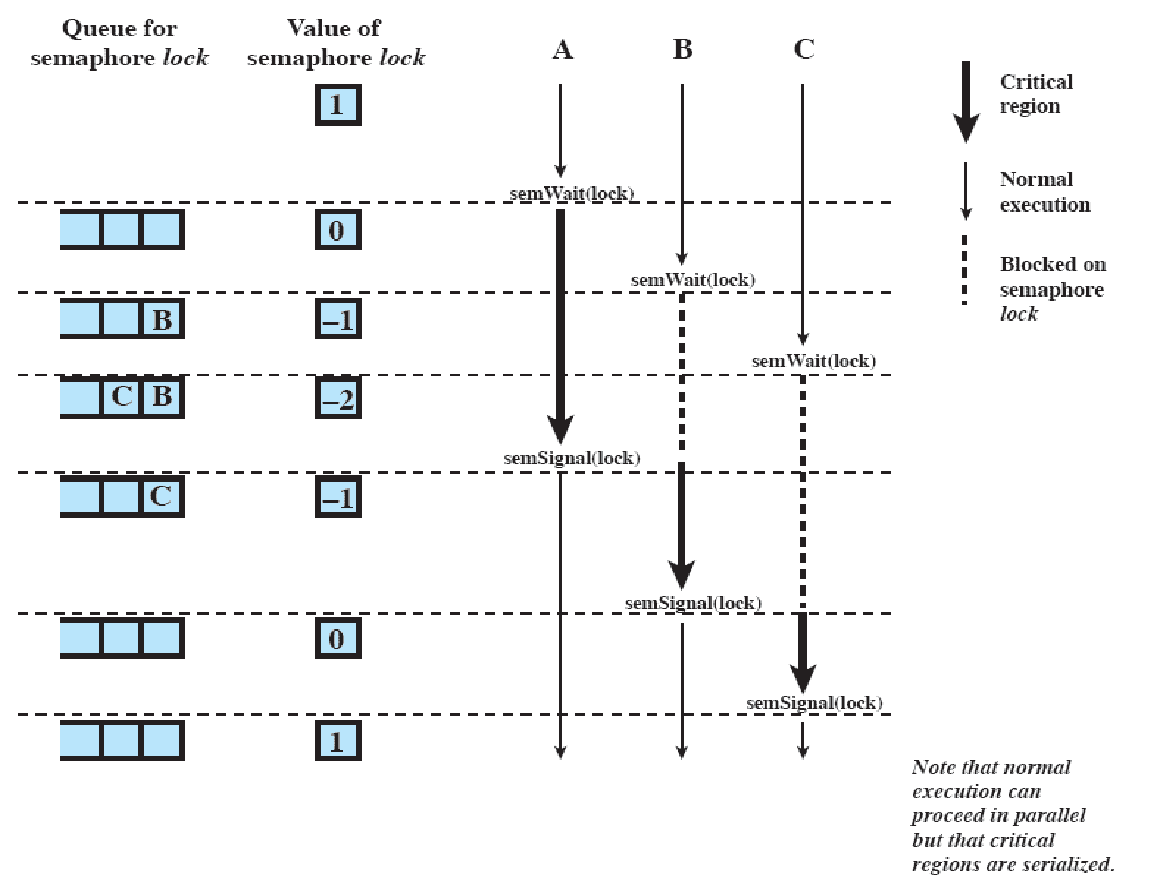 Queue for
semaphore lock
Value of
semaphore lock
A
B
C
1
Critical
region
Normal
execution
Blocked on
semaphore
lock
semWait(lock)
0
semWait(lock)
B
–1
semWait(lock)
C B
–2
semSignal(lock)
C
–1
semSignal(lock)
0
semSignal(lock)
1
Note that normal
execution can
proceed in parallel
but that critical
regions are serialized.